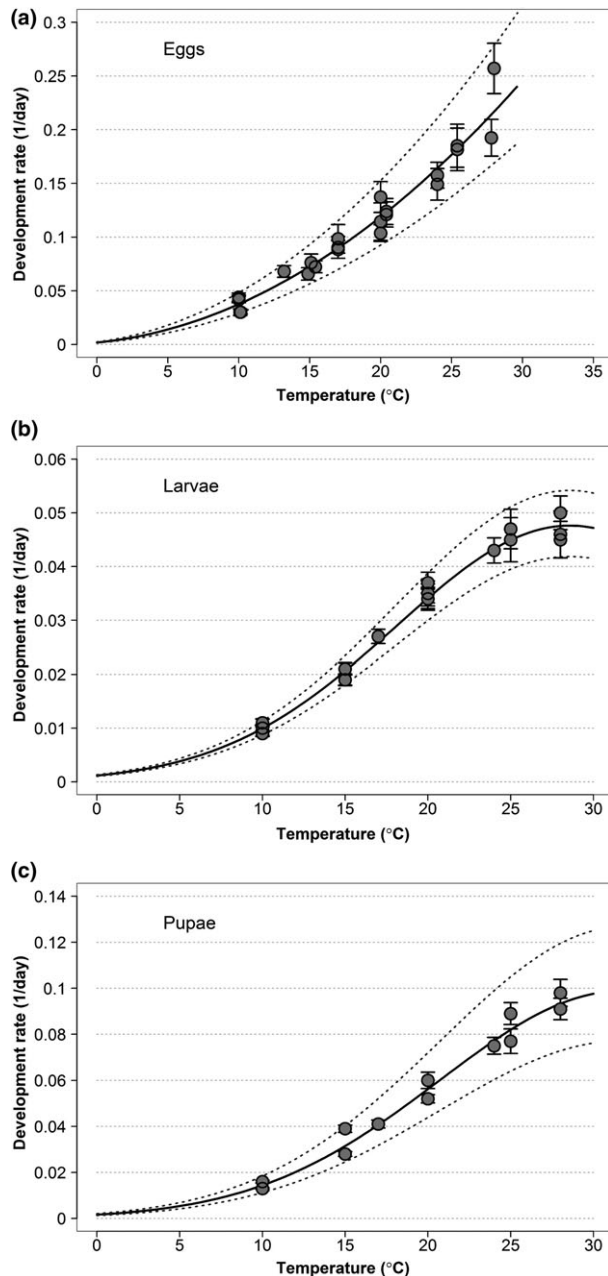 (a)
Eggs
Development rate (1/day)
0.3
0.25
0.2
0.15
0.1
0.05
0
0 5 10 15 20 25 30 35
Temperature (°C)
(b)
Larvae
Development rate (1/day)
0.06
0.05
0.04
0.03
0.02
0.01
0
0 5 10 15 20 25 30
Temperature (°C)
(c)
Pupae
Development rate (1/day)
0.14
0.12
0.1
0.08
0.06
0.04
0.02
0
0 5 10 15 20 25 30
Temperature (°C)